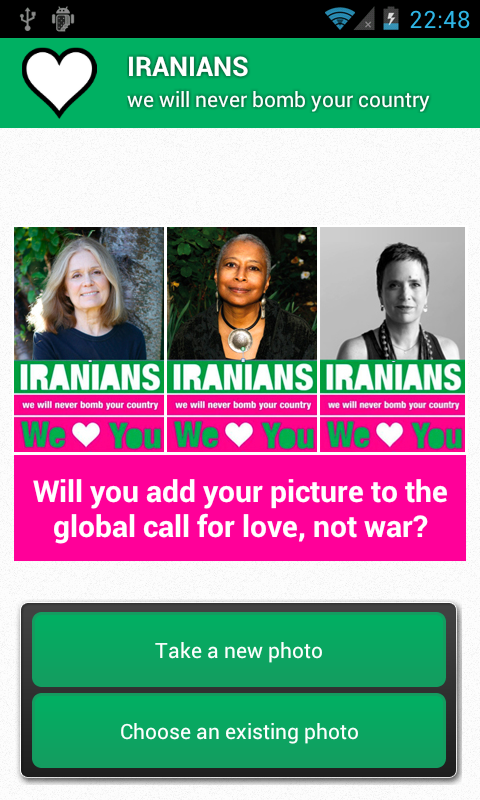 22:48
IRANIANS
we will never bomb your country
IRANIANS IRANIANS IRANIANS
we will never bomb your country we will never bomb your country we will never bomb your country
We You We You We You
Will you add your picture to the
global call for love, not war?
Take a new photo
Choose an existing photo